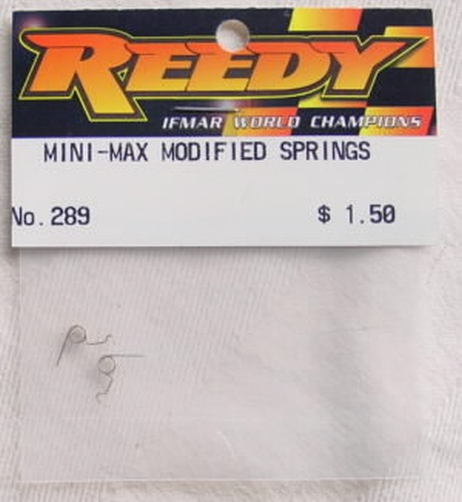 REEDY
IFMAR WORLD CHAMPIONS
MINI-MAX MODIFIED SPRINGS
No.289 $ 1.50